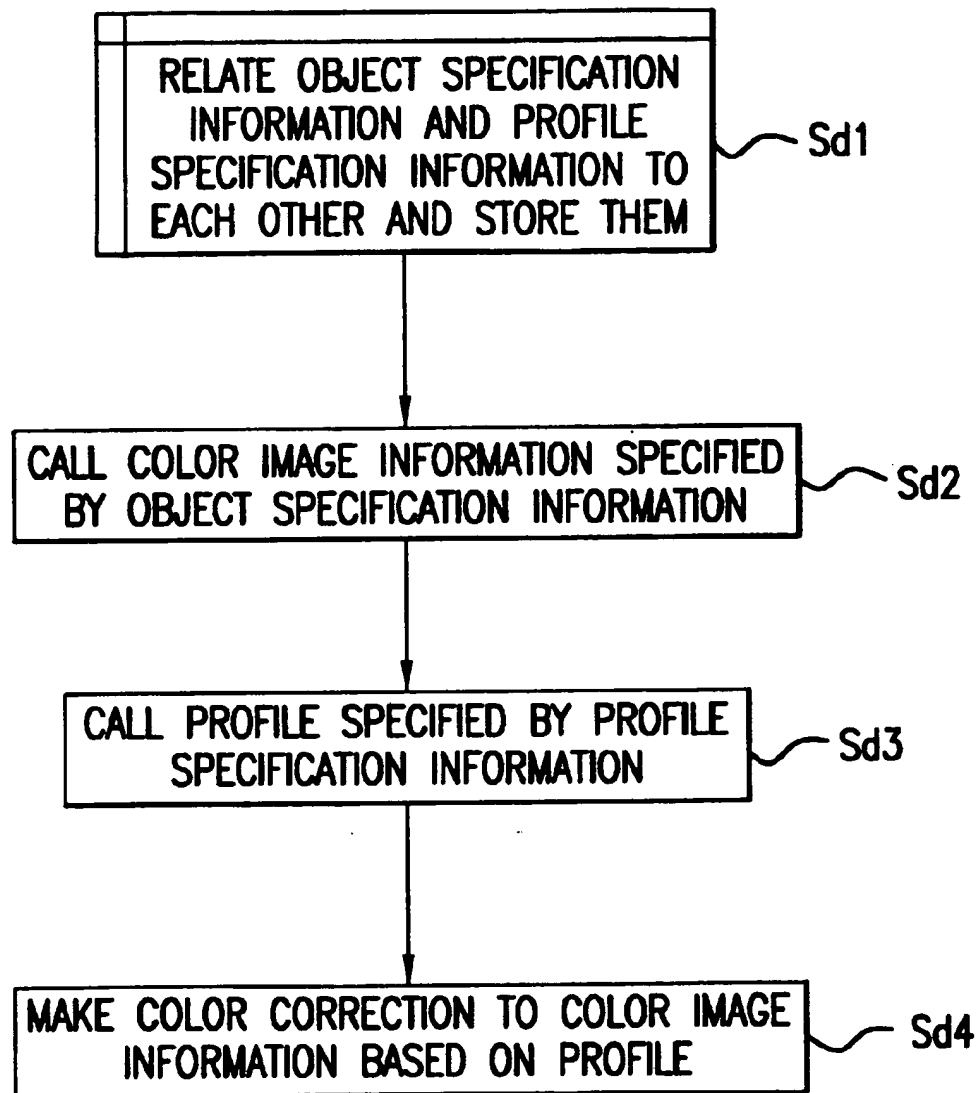 RELATE OBJECT SPECIFICATION
INFORMATION AND PROFILE
SPECIFICATION INFORMATION TO
EACH OTHER AND STORE THEM
Sd1
CALL COLOR IMAGE INFORMATION SPECIFIED
BY OBJECT SPECIFICATION INFORMATION
Sd2
CALL PROFILE SPECIFIED BY PROFILE
SPECIFICATION INFORMATION
Sd3
MAKE COLOR CORRECTION TO COLOR IMAGE
INFORMATION BASED ON PROFILE
Sd4